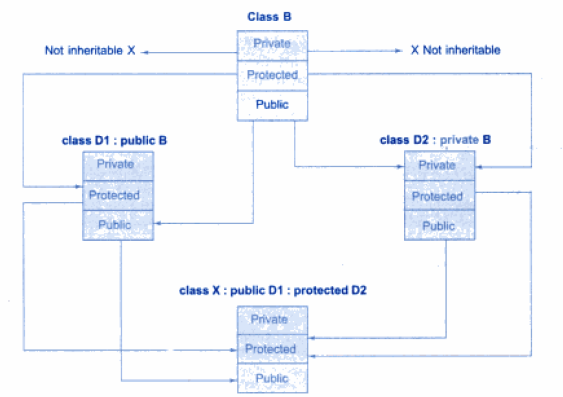 Class B
Private
Not inheritable X
X Not inheritable
Protected
Public
class D1 : public B
class D2 : private B
Private
Private
Protected
Protected
Public
Public
class X : public D1 : protected D2
Private
Protected
Public